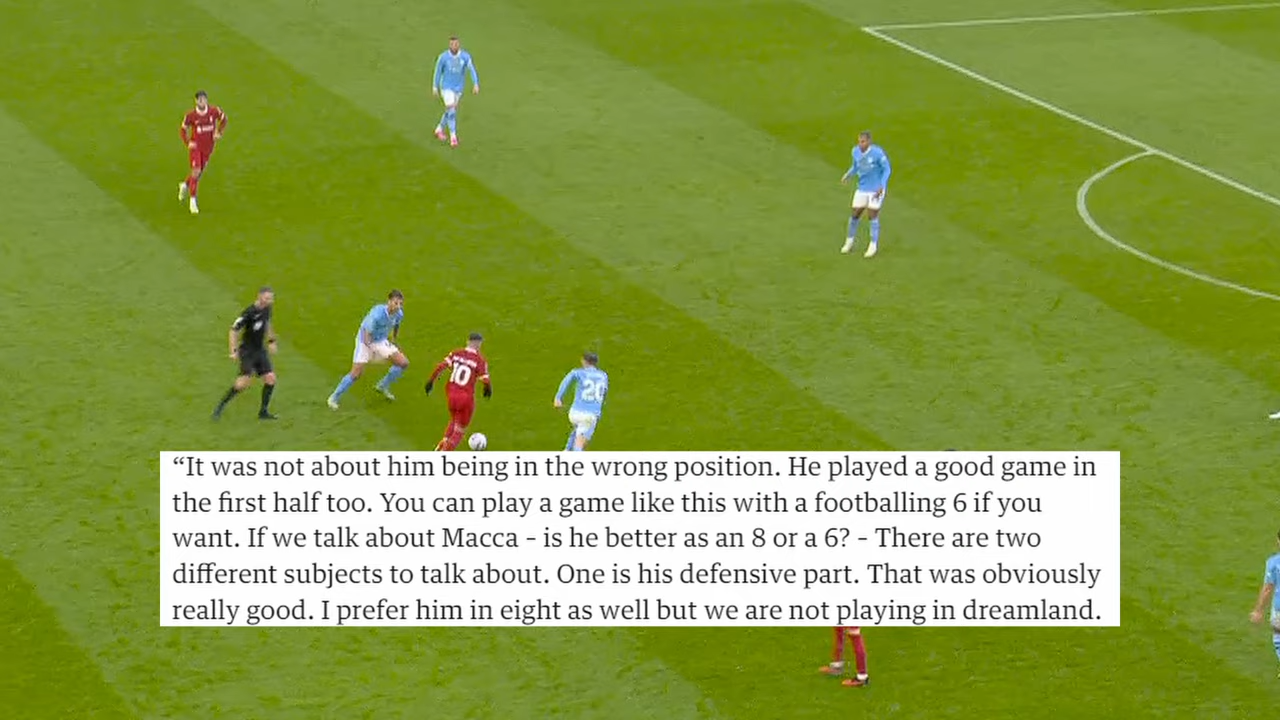 10
20
“It was not about him being in the wrong position. He played a good game in
the first half too. You can play a game like this with a footballing 6 if you
want. If we talk about Macca - is he better as an 8 or a 6? - There are two
different subjects to talk about. One is his defensive part. That was obviously
really good. I prefer him in eight as well but we are not playing in dreamland.